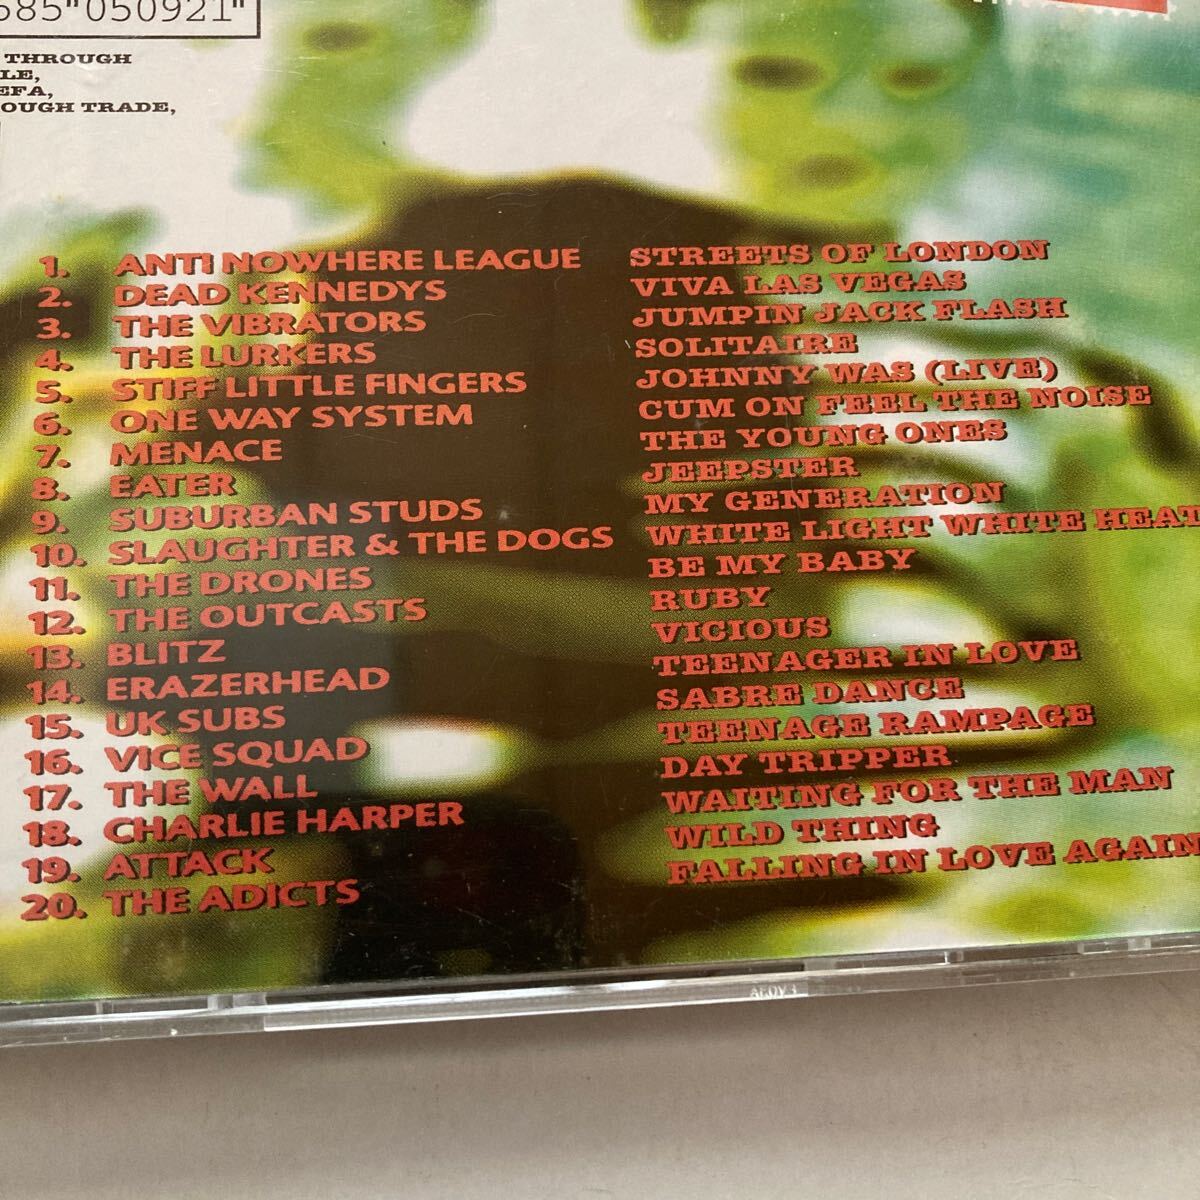 585"050921"
THROUGH
LE,
EFA,
OUGH TRADE,
1. ANTI NOWHERE LEAGUE STREETS OF LONDON
2. DEAD KENNEDYS VIVA LAS VEGAS
3. THE VIBRATORS JUMPIN JACK FLASH
4. THE LURKERS SOLITAIRE
5. STIFF LITTLE FINGERS JOHNNY WAS (LIVE)
6. ONE WAY SYSTEM CUM ON FEEL THE NOISE
7. MENACE THE YOUNG ONES
8. EATER JEEPSTER
9. SUBURBAN STUDS MY GENERATION
10. SLAUGHTER & THE DOGS WHITE LIGHT WHITE HEAT
11. THE DRONES BE MY BABY
12. THE OUTCASTS RUBY
13. BLITZ VICIOUS
14. ERAZERHEAD TEENAGER IN LOVE
15. UK SUBS SABRE DANCE
16. VICE SQUAD TEENAGE RAMPAGE
17. THE WALL DAY TRIPPER
18. CHARLIE HARPER WAITING FOR THE MAN
19. ATTACK WILD THING
20. THE ADICTS FALLING IN LOVE AGAIN